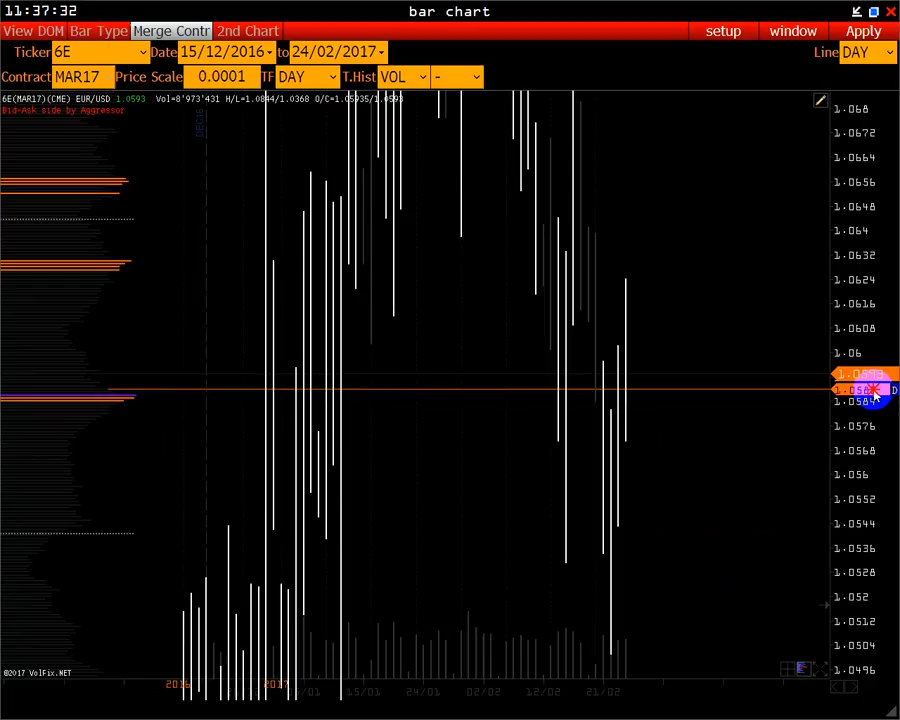 11:37:32
bar chart
View DOM Bar Type Merge Contr 2nd Chart
setup window Apply
Ticker 6E Date 15/12/2016 to 24/02/2017 Line DAY
Contract MAR17 Price Scale 0.0001 TF DAY T.Hist VOL -
6E(MAR17)(CME) EUR/USD 1.0593 Vol=8'973'431 H/L=1.0844/1.0368 O/C=1.05935/1.0593
Bid-Ask side by Aggressor
DEC16
1.068
1.0672
1.0664
1.0656
1.0648
1.064
1.0632
1.0624
1.0616
1.0608
1.06
1.0593
D
1.0584
1.0576
1.0568
1.056
1.0552
1.0544
1.0536
1.0528
1.052
1.0512
1.0504
1.0496
©2017 VolFix.NET
2016 2017 15/01 24/01 02/02 12/02 21/02